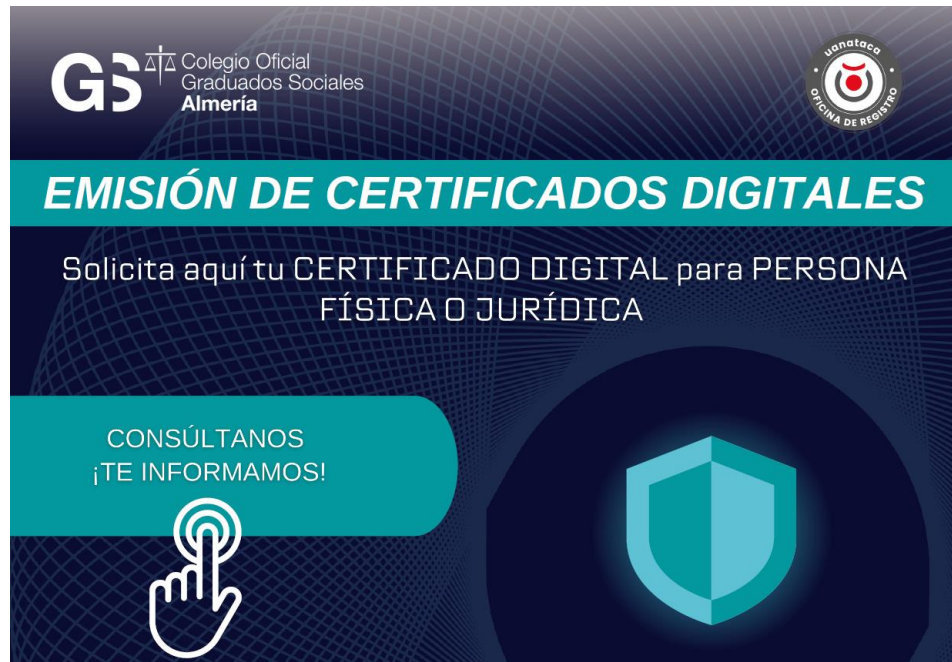 GS Colegio Oficial
Graduados Sociales
Almería
uanataca
OFICINA DE REGISTRO
EMISIÓN DE CERTIFICADOS DIGITALES
Solicita aquí tu CERTIFICADO DIGITAL para PERSONA
FÍSICA O JURÍDICA
CONSÚLTANOS
¡TE INFORMAMOS!